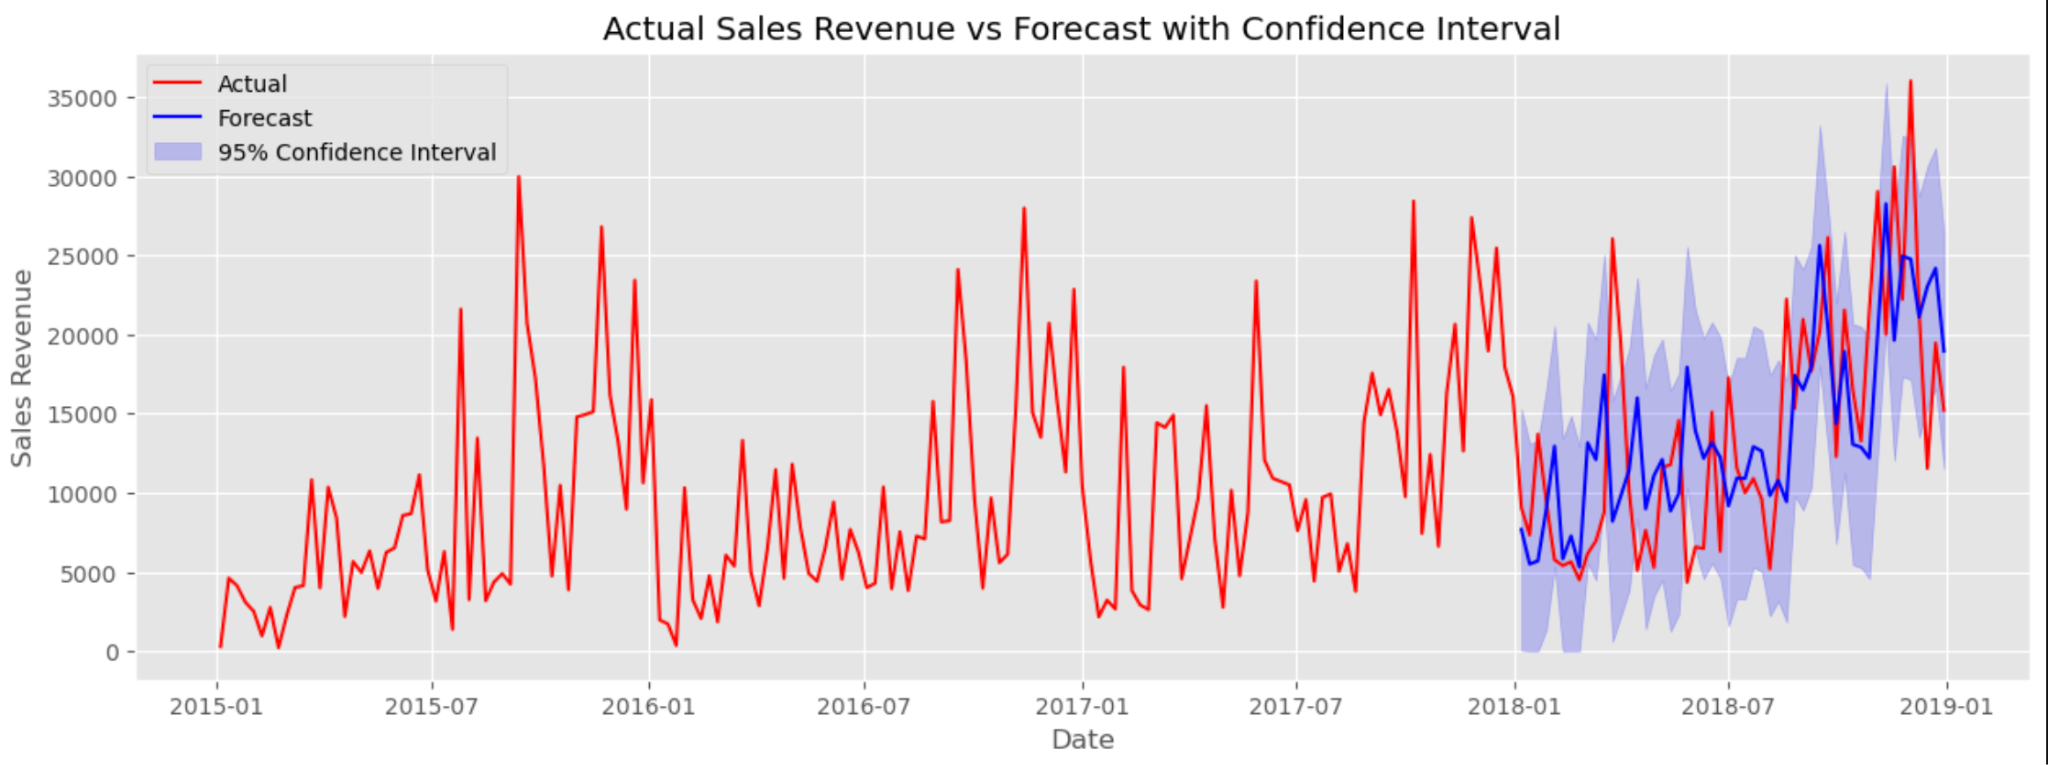 Actual Sales Revenue vs Forecast with Confidence Interval
Actual
Forecast
95% Confidence Interval
35000
30000
25000
20000
15000
10000
5000
0
Sales Revenue
2015-01 2015-07 2016-01 2016-07 2017-01 2017-07 2018-01 2018-07 2019-01
Date